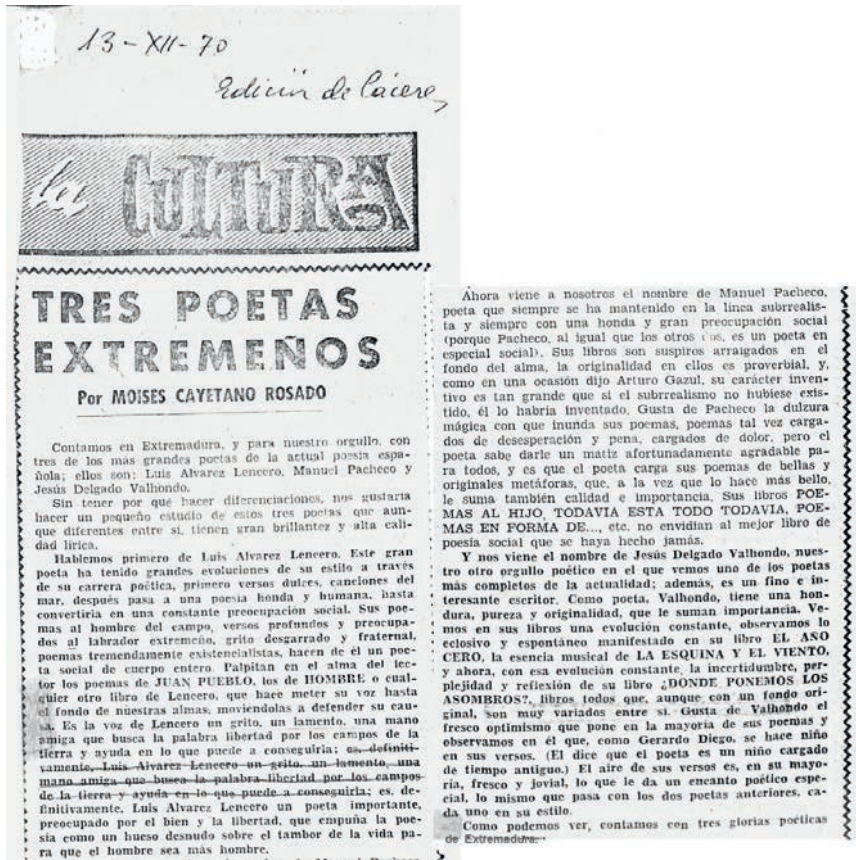 13-XII-70
Edición de Cáceres
la CULTURA
TRES POETAS
EXTREMEÑOS
Por MOISES CAYETANO ROSADO
Contamos en Extremadura, y para nuestro orgullo, con
tres de los más grandes poetas de la actual poesía espa-
ñola; ellos son: Luis Alvarez Lencero, Manuel Pacheco y
Jesús Delgado Valhondo.
Sin tener por qué hacer diferenciaciones, nos gustaría
hacer un pequeño estudio de estos tres poetas que aun-
que diferentes entre sí, tienen gran brillantez y alta cali-
dad lírica.
Hablemos primero de Luis Alvarez Lencero. Este gran
poeta ha tenido grandes evoluciones de su estilo a través
de su carrera poética, primero versos dulces, canciones del
mar, después pasa a una poesía honda y humana, hasta
convertirla en una constante preocupación social. Sus poe-
mas al hombre del campo, versos profundos y preocupa-
dos al labrador extremeño, grito desgarrado y fraternal,
poemas tremendamente existencialistas, hacen de él un poe-
ta social de cuerpo entero. Palpitan en el alma del lec-
tor los poemas de JUAN PUEBLO, los de HOMBRE o cual-
quier otro libro de Lencero, que hace meter su voz hasta
el fondo de nuestras almas, moviéndolas a defender su cau-
sa. Es la voz de Lencero un grito, un lamento, una mano
amiga que busca la palabra libertad por los campos de la
tierra y ayuda en lo que puede a conseguirla; es, definiti-
vamente, Luis Alvarez Lencero un grito, un lamento, una
mano amiga que busca la palabra libertad por los campos
de la tierra y ayuda en lo que puede a conseguirla; es, de-
finitivamente, Luis Alvarez Lencero un poeta importante,
preocupado por el bien y la libertad, que empuña la poe-
sía como un hueso desnudo sobre el tambor de la vida pa-
ra que el hombre sea más hombre.
Ahora viene a nosotros el nombre de Manuel Pacheco,
poeta que siempre se ha mantenido en la línea subrrealis-
ta y siempre con una honda y gran preocupación social
(porque Pacheco, al igual que los otros dos, es un poeta en
especial social). Sus libros son suspiros arraigados en el
fondo del alma, la originalidad en ellos es proverbial, y,
como en una ocasión dijo Arturo Gazul, su carácter inven-
tivo es tan grande que si el subrrealismo no hubiese exis-
tido, él lo habría inventado. Gusta de Pacheco la dulzura
mágica con que inunda sus poemas, poemas tal vez carga-
dos de desesperación y pena, cargados de dolor, pero el
poeta sabe darle un matiz afortunadamente agradable pa-
ra todos, y es que el poeta carga sus poemas de bellas y
originales metáforas, que, a la vez que lo hace más bello,
le suma también calidad e importancia. Sus libros POE-
MAS AL HIJO, TODAVIA ESTA TODO TODAVIA, POE-
MAS EN FORMA DE..., etc. no envidian al mejor libro de
poesía social que se haya hecho jamás.
Y nos viene el nombre de Jesús Delgado Valhondo, nues-
tro otro orgullo poético en el que vemos uno de los poetas
más completos de la actualidad; además, es un fino e in-
teresante escritor. Como poeta, Valhondo, tiene una hon-
dura, pureza y originalidad, que le suman importancia. Ve-
mos en sus libros una evolución constante, observamos lo
eclosivo y espontáneo manifestado en su libro EL AÑO
CERO, la esencia musical de LA ESQUINA Y EL VIENTO,
y ahora, con esa evolución constante, la incertidumbre, per-
plejidad y reflexión de su libro ¿DONDE PONEMOS LOS
ASOMBROS?, libros todos que, aunque con un fondo ori-
ginal, son muy variados entre sí. Gusta de Valhondo el
fresco optimismo que pone en la mayoría de sus poemas y
observamos en él que, como Gerardo Diego, se hace niño
en sus versos. (El dice que el poeta es un niño cargado
de tiempo antiguo.) El aire de sus versos es, en su mayo-
ría, fresco y jovial, lo que le da un encanto poético espe-
cial, lo mismo que pasa con los dos poetas anteriores, ca-
da uno en su estilo.
Como podemos ver, contamos con tres glorias poéticas
de Extremadura.